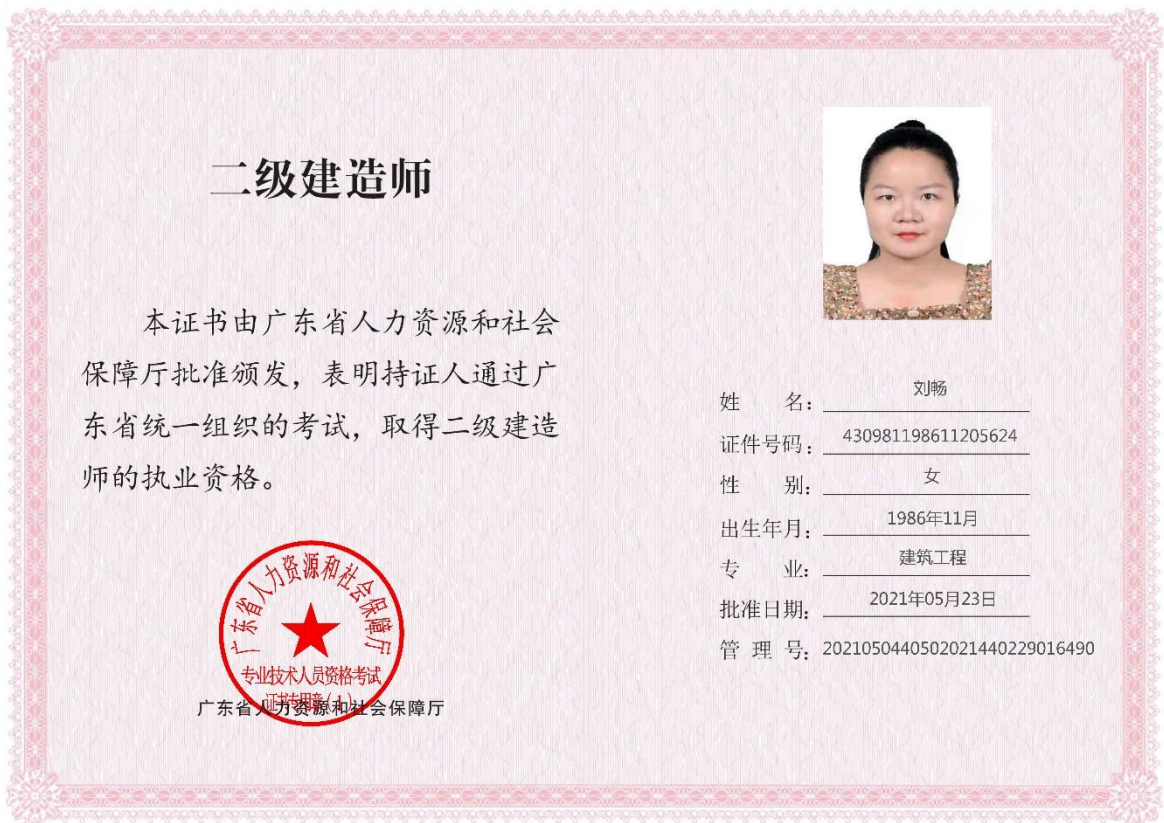 二级建造师
本证书由广东省人力资源和社会
保障厅批准颁发，表明持证人通过广
东省统一组织的考试，取得二级建造
师的执业资格。
广东省人力资源和社会保障厅
专业技术人员资格考试
证书专用章(1)
广东省人力资源和社会保障厅
姓 名：刘畅
证件号码：430981198611205624
性 别：女
出生年月：1986年11月
专 业：建筑工程
批准日期：2021年05月23日
管 理 号：2021050440502021440229016490